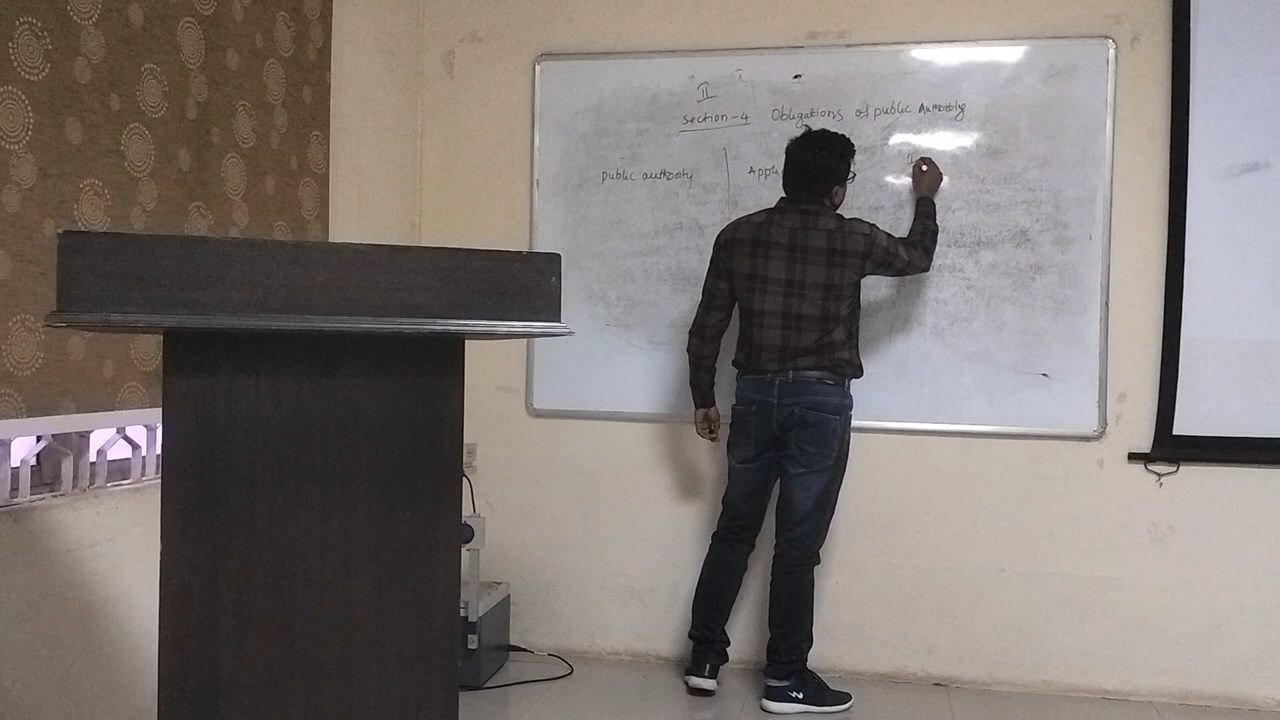 II
section-4 Obligations of public Authority
public authority Appl
I